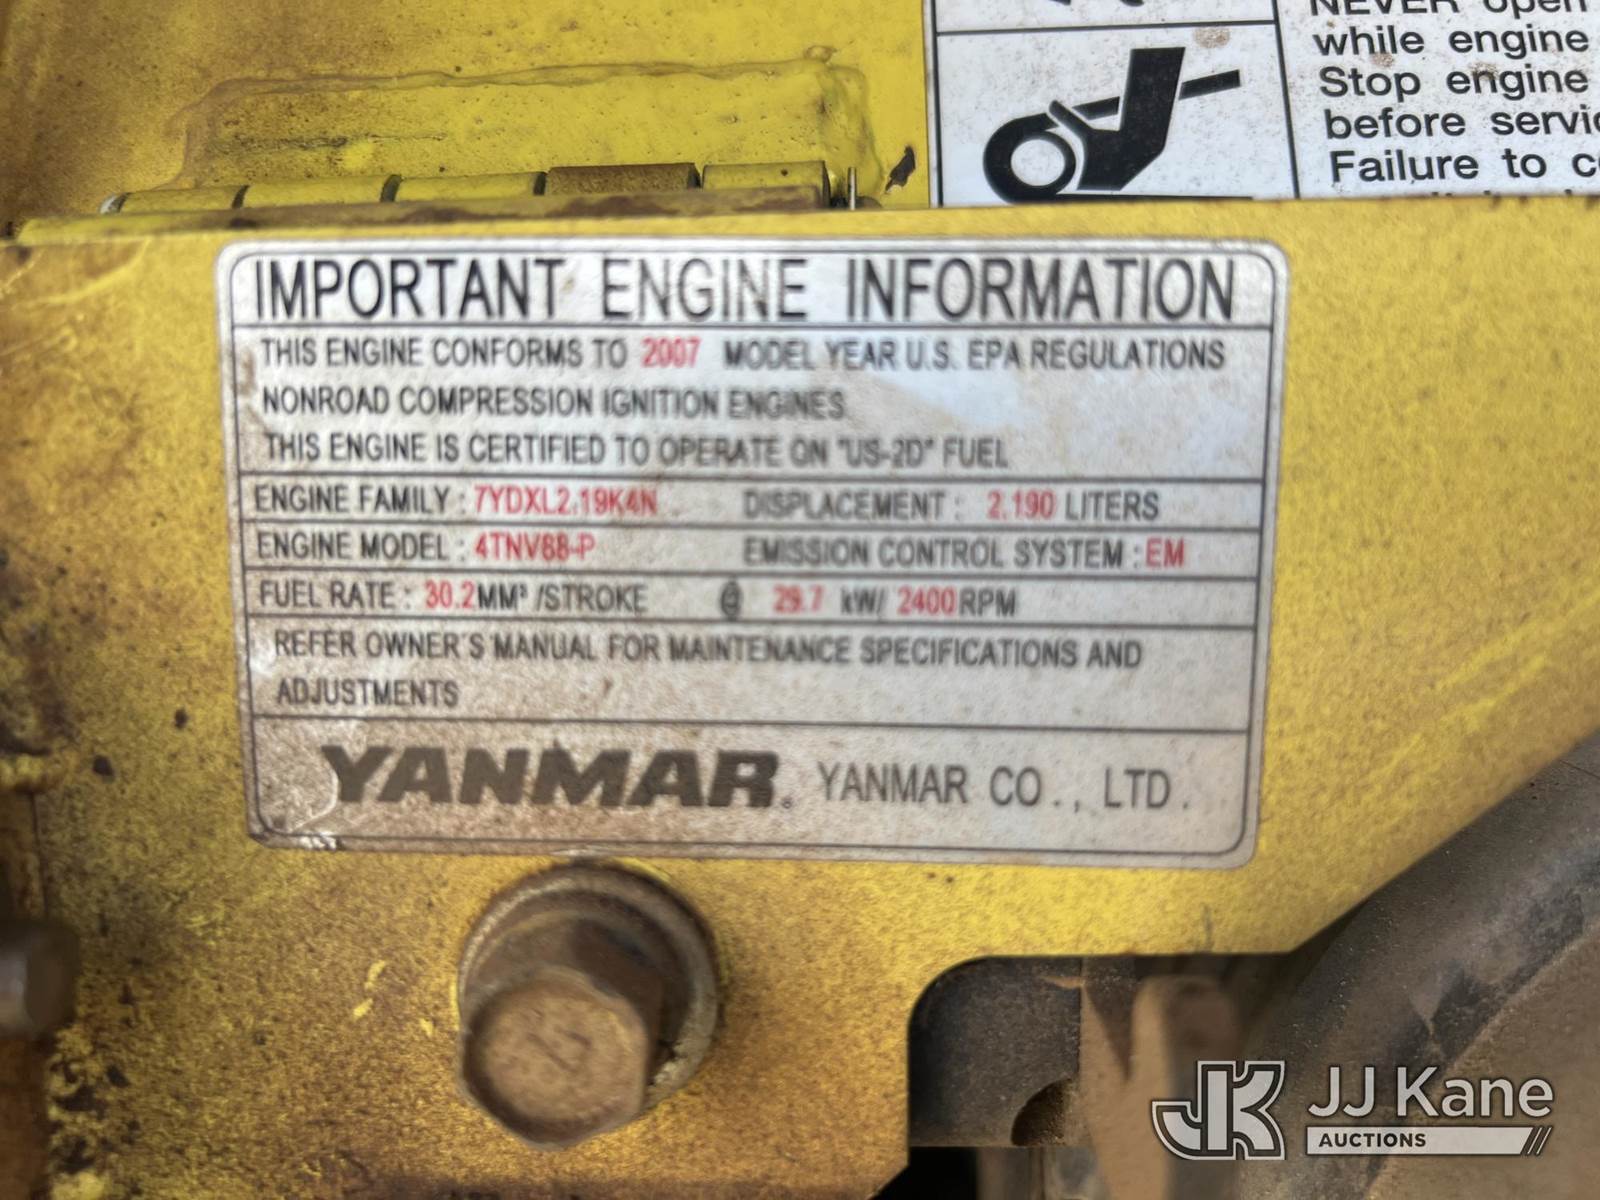 NEVER open
while engine
Stop engine
before servic
Failure to c
IMPORTANT ENGINE INFORMATION
THIS ENGINE CONFORMS TO 2007 MODEL YEAR U.S. EPA REGULATIONS
NONROAD COMPRESSION IGNITION ENGINES
THIS ENGINE IS CERTIFIED TO OPERATE ON "US-2D" FUEL
ENGINE FAMILY : 7YDXL2.19K4N DISPLACEMENT : 2.190 LITERS
ENGINE MODEL : 4TNV88-P EMISSION CONTROL SYSTEM : EM
FUEL RATE : 30.2MM³ /STROKE @ 29.7 kW/ 2400RPM
REFER OWNER'S MANUAL FOR MAINTENANCE SPECIFICATIONS AND
ADJUSTMENTS
YANMAR® YANMAR CO., LTD.
JK JJ Kane
AUCTIONS